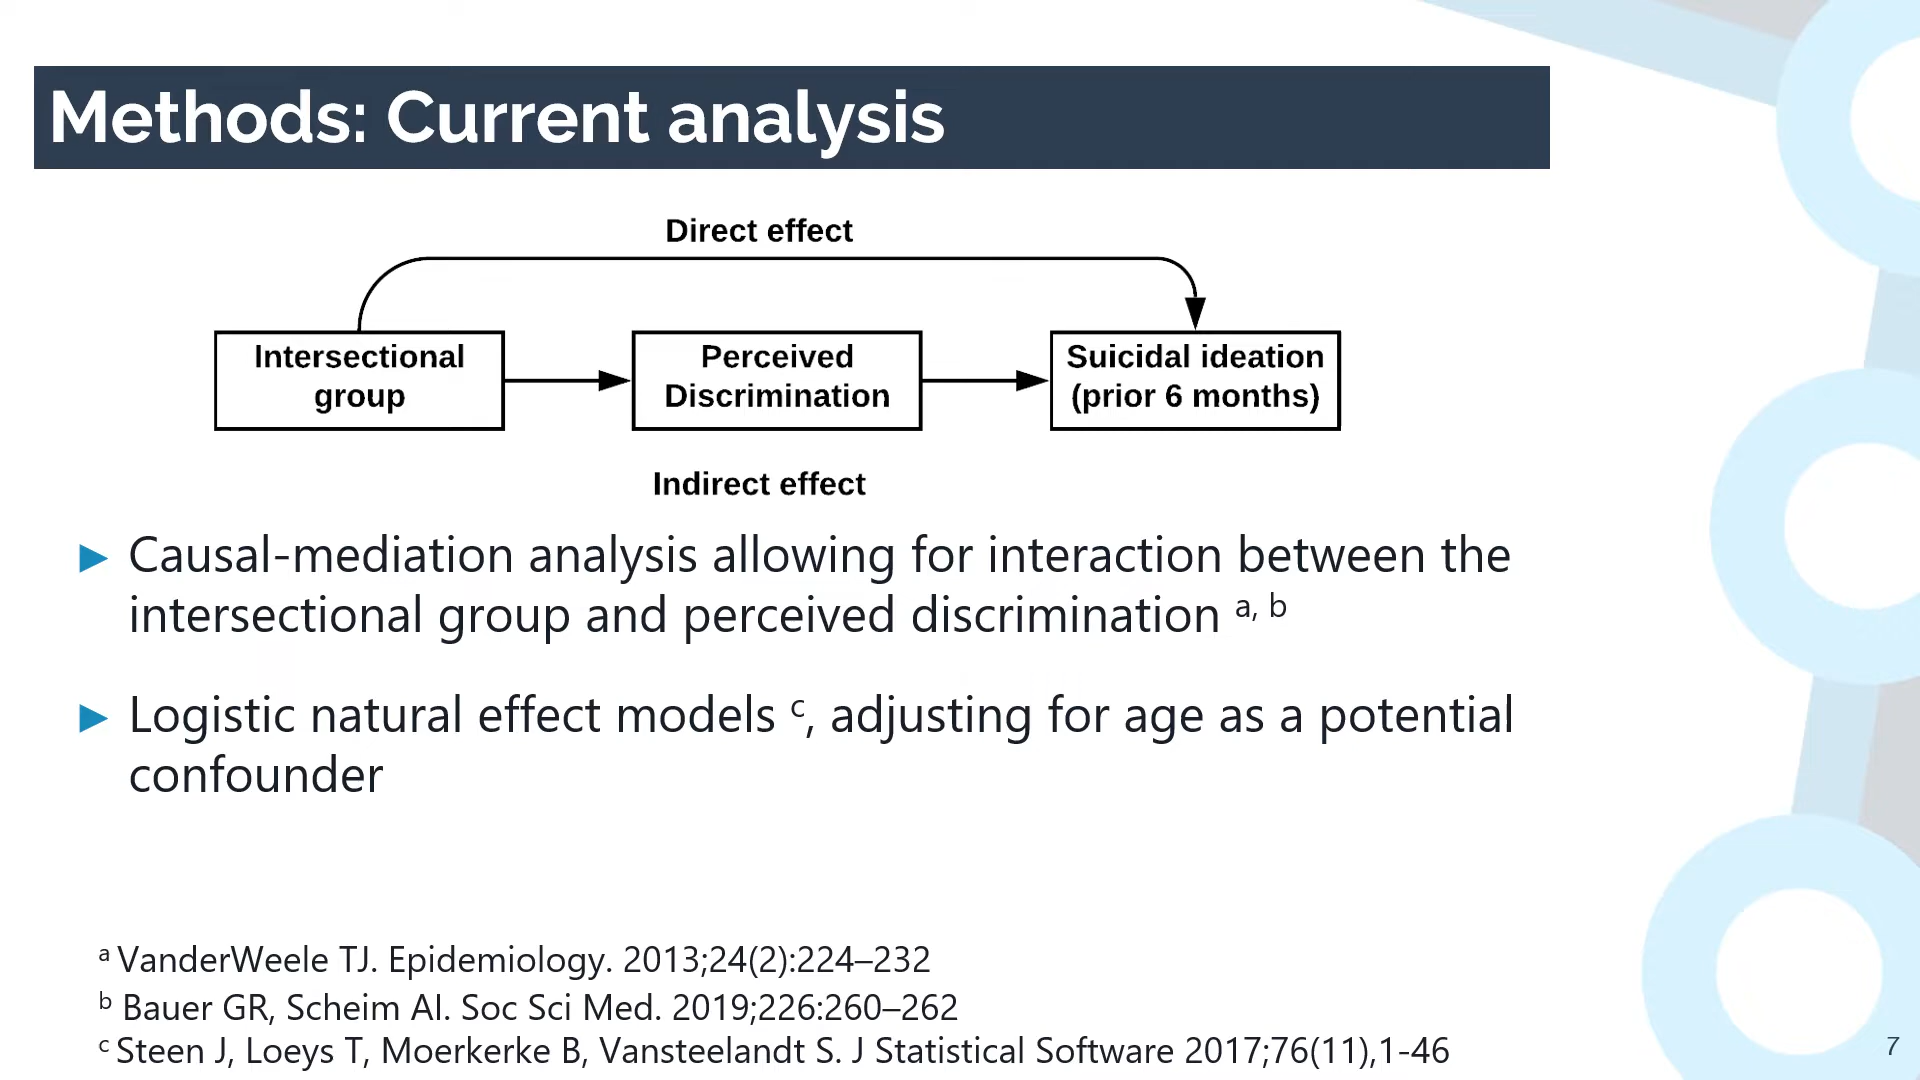 Methods: Current analysis
Direct effect
Intersectional
group
Perceived
Discrimination
Suicidal ideation
(prior 6 months)
Indirect effect
► Causal-mediation analysis allowing for interaction between the
intersectional group and perceived discrimination a, b
► Logistic natural effect models c, adjusting for age as a potential
confounder
a VanderWeele TJ. Epidemiology. 2013;24(2):224–232
b Bauer GR, Scheim AI. Soc Sci Med. 2019;226:260–262
c Steen J, Loeys T, Moerkerke B, Vansteelandt S. J Statistical Software 2017;76(11),1-46
7